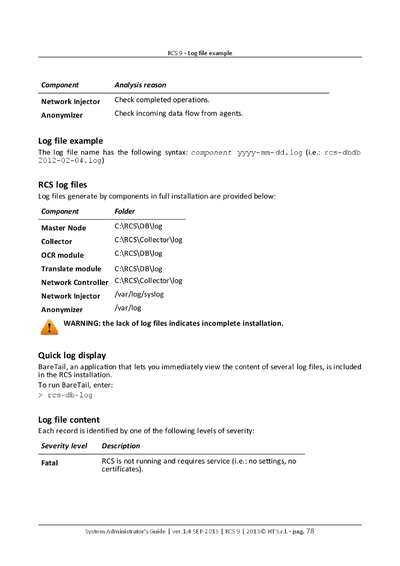 RCS 9 - Log file example
Component Analysis reason
Network Injector Check completed operations.
Anonymizer Check incoming data flow from agents.
Log file example
The log file name has the following syntax: component yyyy-mm-dd.log (i.e.: rcs-dbdb
2012-02-04.log)
RCS log files
Log files generate by components in full installation are provided below:
Component Folder
Master Node C:\RCS\DB\log
Collector C:\RCS\Collector\log
OCR module C:\RCS\DB\log
Translate module C:\RCS\DB\log
Network Controller C:\RCS\Collector\log
Network Injector /var/log/syslog
Anonymizer /var/log
WARNING: the lack of log files indicates incomplete installation.
Quick log display
BareTail, an application that lets you immediately view the content of several log files, is included
in the RCS installation.
To run BareTail, enter:
> rcs-db-log
Log file content
Each record is identified by one of the following levels of severity:
Severity level Description
Fatal RCS is not running and requires service (i.e.: no settings, no
certificates).
System Administrator's Guide | ver.1.4 SEP-2013 | RCS 9 | 2013© HT S.r.l. - pag. 78